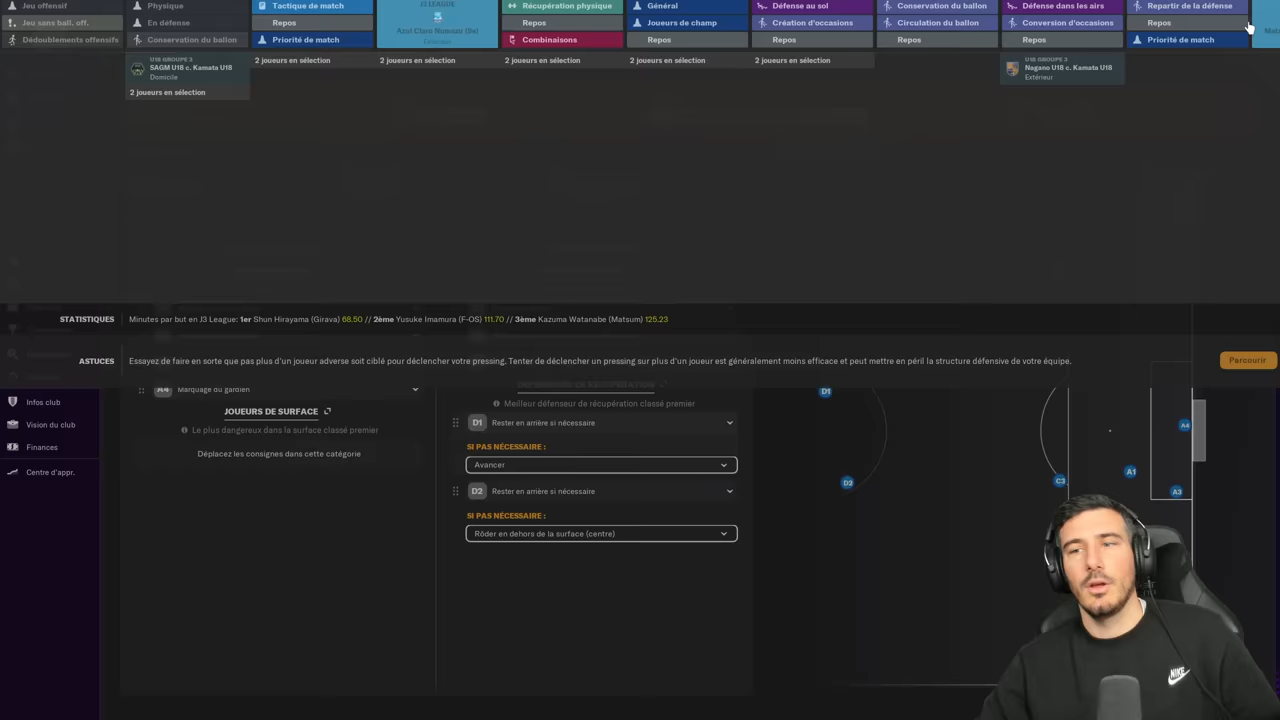 Jeu offensif
Physique
Tactique de match
J3 LEAGUE
Récupération physique
Général
Défense au sol
Conservation du ballon
Défense dans les airs
Repartir de la défense
Jeu sans ball. off.
En défense
Repos
Azul Claro Numazu (9e)
Extérieur
Repos
Joueurs de champ
Création d'occasions
Circulation du ballon
Conversion d'occasions
Repos
Dédoublements offensifs
Conservation du ballon
Priorité de match
Combinaisons
Repos
Repos
Repos
Repos
Priorité de match
U18 GROUPE 3
SAGM U18 c. Kamata U18
Domicile
2 joueurs en sélection
2 joueurs en sélection
2 joueurs en sélection
2 joueurs en sélection
2 joueurs en sélection
2 joueurs en sélection
U18 GROUPE 3
Nagano U18 c. Kamata U18
Extérieur
STATISTIQUES
Minutes par but en J3 League: 1er Shun Hirayama (Girava) 68.50 // 2ème Yusuke Imamura (F-OS) 111.70 // 3ème Kazuma Watanabe (Matsum) 125.23
ASTUCES
Essayez de faire en sorte que pas plus d'un joueur adverse soit ciblé pour déclencher votre pressing. Tenter de déclencher un pressing sur plus d'un joueur est généralement moins efficace et peut mettre en péril la structure défensive de votre équipe.
Parcourir
Infos club
Vision du club
Finances
Centre d'appr.
A4 Marquage du gardien
JOUEURS DE SURFACE
Le plus dangereux dans la surface classé premier
Déplacez les consignes dans cette catégorie
DÉFENSEURS DE RÉCUPÉRATION
Meilleur défenseur de récupération classé premier
D1 Rester en arrière si nécessaire
SI PAS NÉCESSAIRE :
Avancer
D2 Rester en arrière si nécessaire
SI PAS NÉCESSAIRE :
Rôder en dehors de la surface (centre)
D1
D2
A4
A1
C3
A3
NIKE